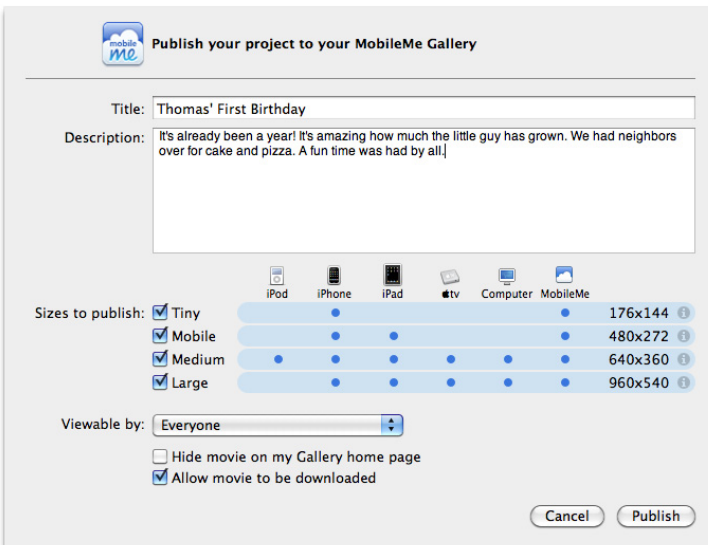 mobile
me
Publish your project to your MobileMe Gallery
Title: Thomas' First Birthday
Description: It's already been a year! It's amazing how much the little guy has grown. We had neighbors
over for cake and pizza. A fun time was had by all.
iPod iPhone iPad tv Computer MobileMe
Sizes to publish: Tiny 176x144
Mobile 480x272
Medium 640x360
Large 960x540
Viewable by: Everyone
Hide movie on my Gallery home page
Allow movie to be downloaded
Cancel Publish